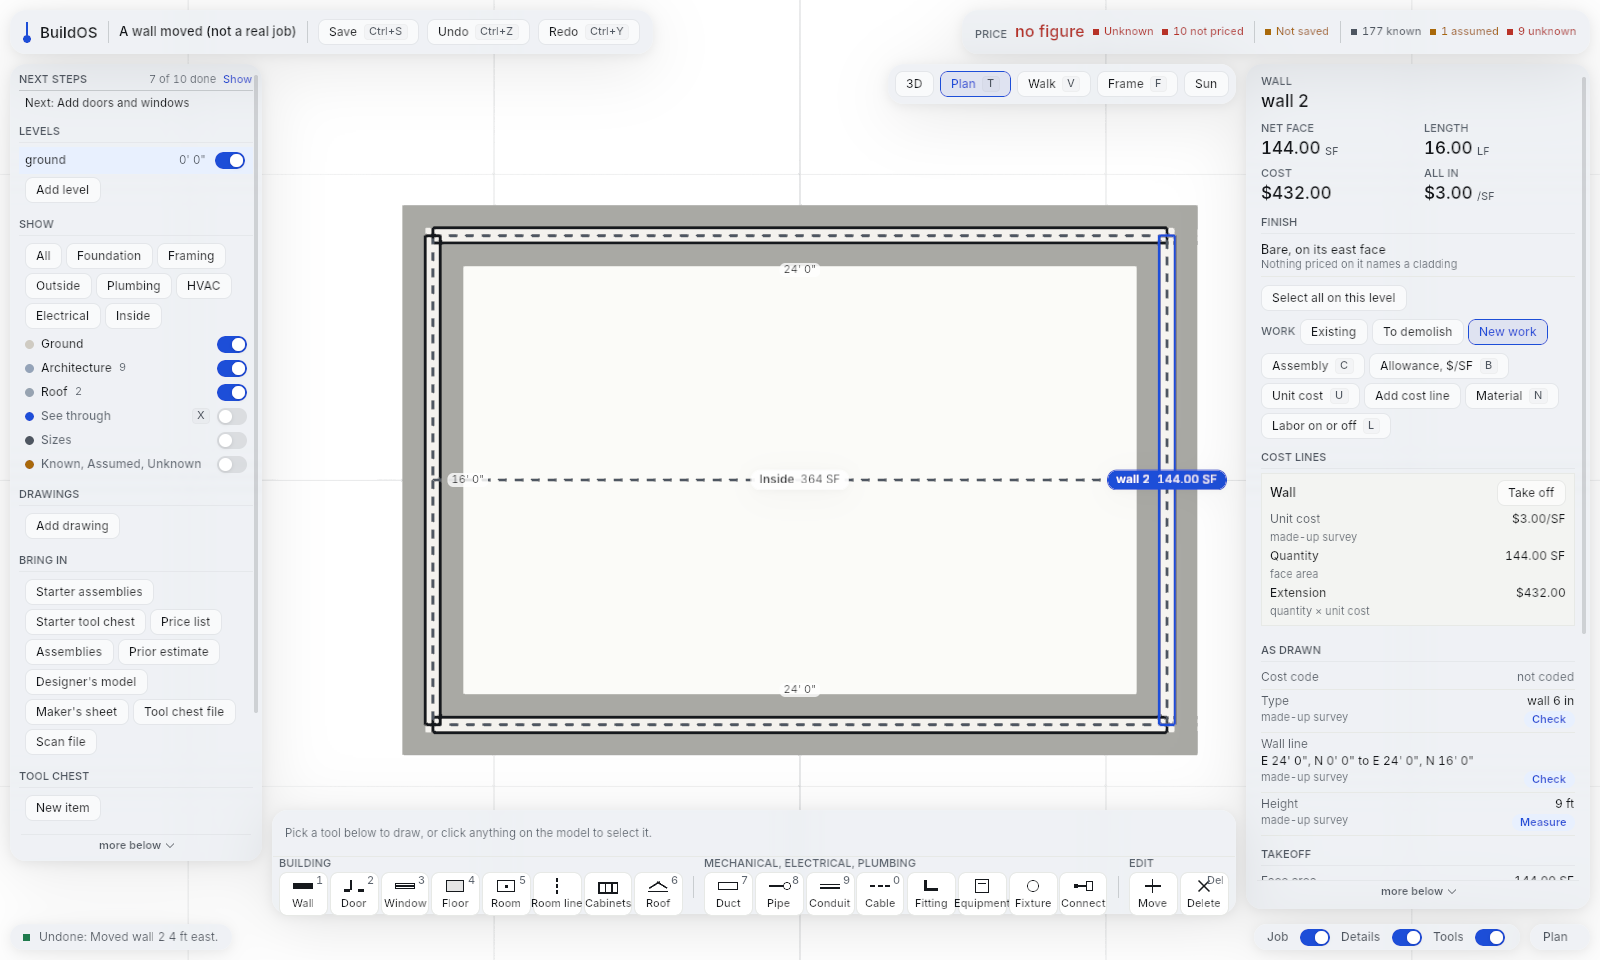 BuildOS
A wall moved (not a real job)
Save Ctrl+S
Undo Ctrl+Z
Redo Ctrl+Y
PRICE no figure
Unknown
10 not priced
Not saved
177 known
1 assumed
9 unknown
NEXT STEPS 7 of 10 done Show
Next: Add doors and windows
LEVELS
ground 0' 0"
Add level
SHOW
All Foundation Framing
Outside Plumbing HVAC
Electrical Inside
Ground
Architecture 9
Roof 2
See through X
Sizes
Known, Assumed, Unknown
DRAWINGS
Add drawing
BRING IN
Starter assemblies
Starter tool chest Price list
Assemblies Prior estimate
Designer's model
Maker's sheet Tool chest file
Scan file
TOOL CHEST
New item
more below
3D Plan T Walk V Frame F Sun
24' 0"
16' 0"
Inside 364 SF
wall 2 144.00 SF
24' 0"
WALL
wall 2
NET FACE LENGTH
144.00 SF 16.00 LF
COST ALL IN
$432.00 $3.00 /SF
FINISH
Bare, on its east face
Nothing priced on it names a cladding
Select all on this level
WORK Existing To demolish New work
Assembly C Allowance, $/SF B
Unit cost U Add cost line Material N
Labor on or off L
COST LINES
Wall Take off
Unit cost $3.00/SF
made-up survey
Quantity 144.00 SF
face area
Extension $432.00
quantity × unit cost
AS DRAWN
Cost code not coded
Type wall 6 in
made-up survey Check
Wall line
E 24' 0", N 0' 0" to E 24' 0", N 16' 0"
made-up survey Check
Height 9 ft
made-up survey Measure
TAKEOFF
Face area 144.00 SF
more below
Pick a tool below to draw, or click anything on the model to select it.
BUILDING
Wall 1
Door 2
Window 3
Floor 4
Room 5
Room line
Cabinets
Roof 6
MECHANICAL, ELECTRICAL, PLUMBING
Duct 7
Pipe 8
Conduit 9
Cable 0
Fitting
Equipment
Fixture
Connect
EDIT
Move
Delete Del
Undone: Moved wall 2 4 ft east.
Job Details Tools Plan